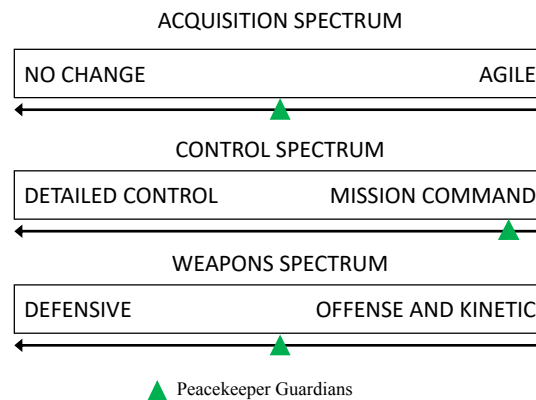 ACQUISITION SPECTRUM
NO CHANGE AGILE
CONTROL SPECTRUM
DETAILED CONTROL MISSION COMMAND
WEAPONS SPECTRUM
DEFENSIVE OFFENSE AND KINETIC
Peacekeeper Guardians